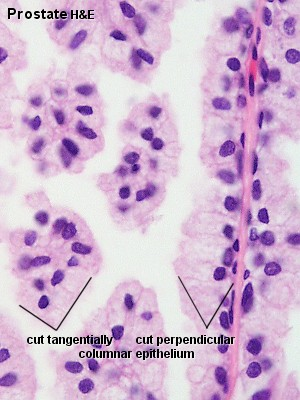 Prostate H&E
cut tangentially cut perpendicular
columnar epithelium